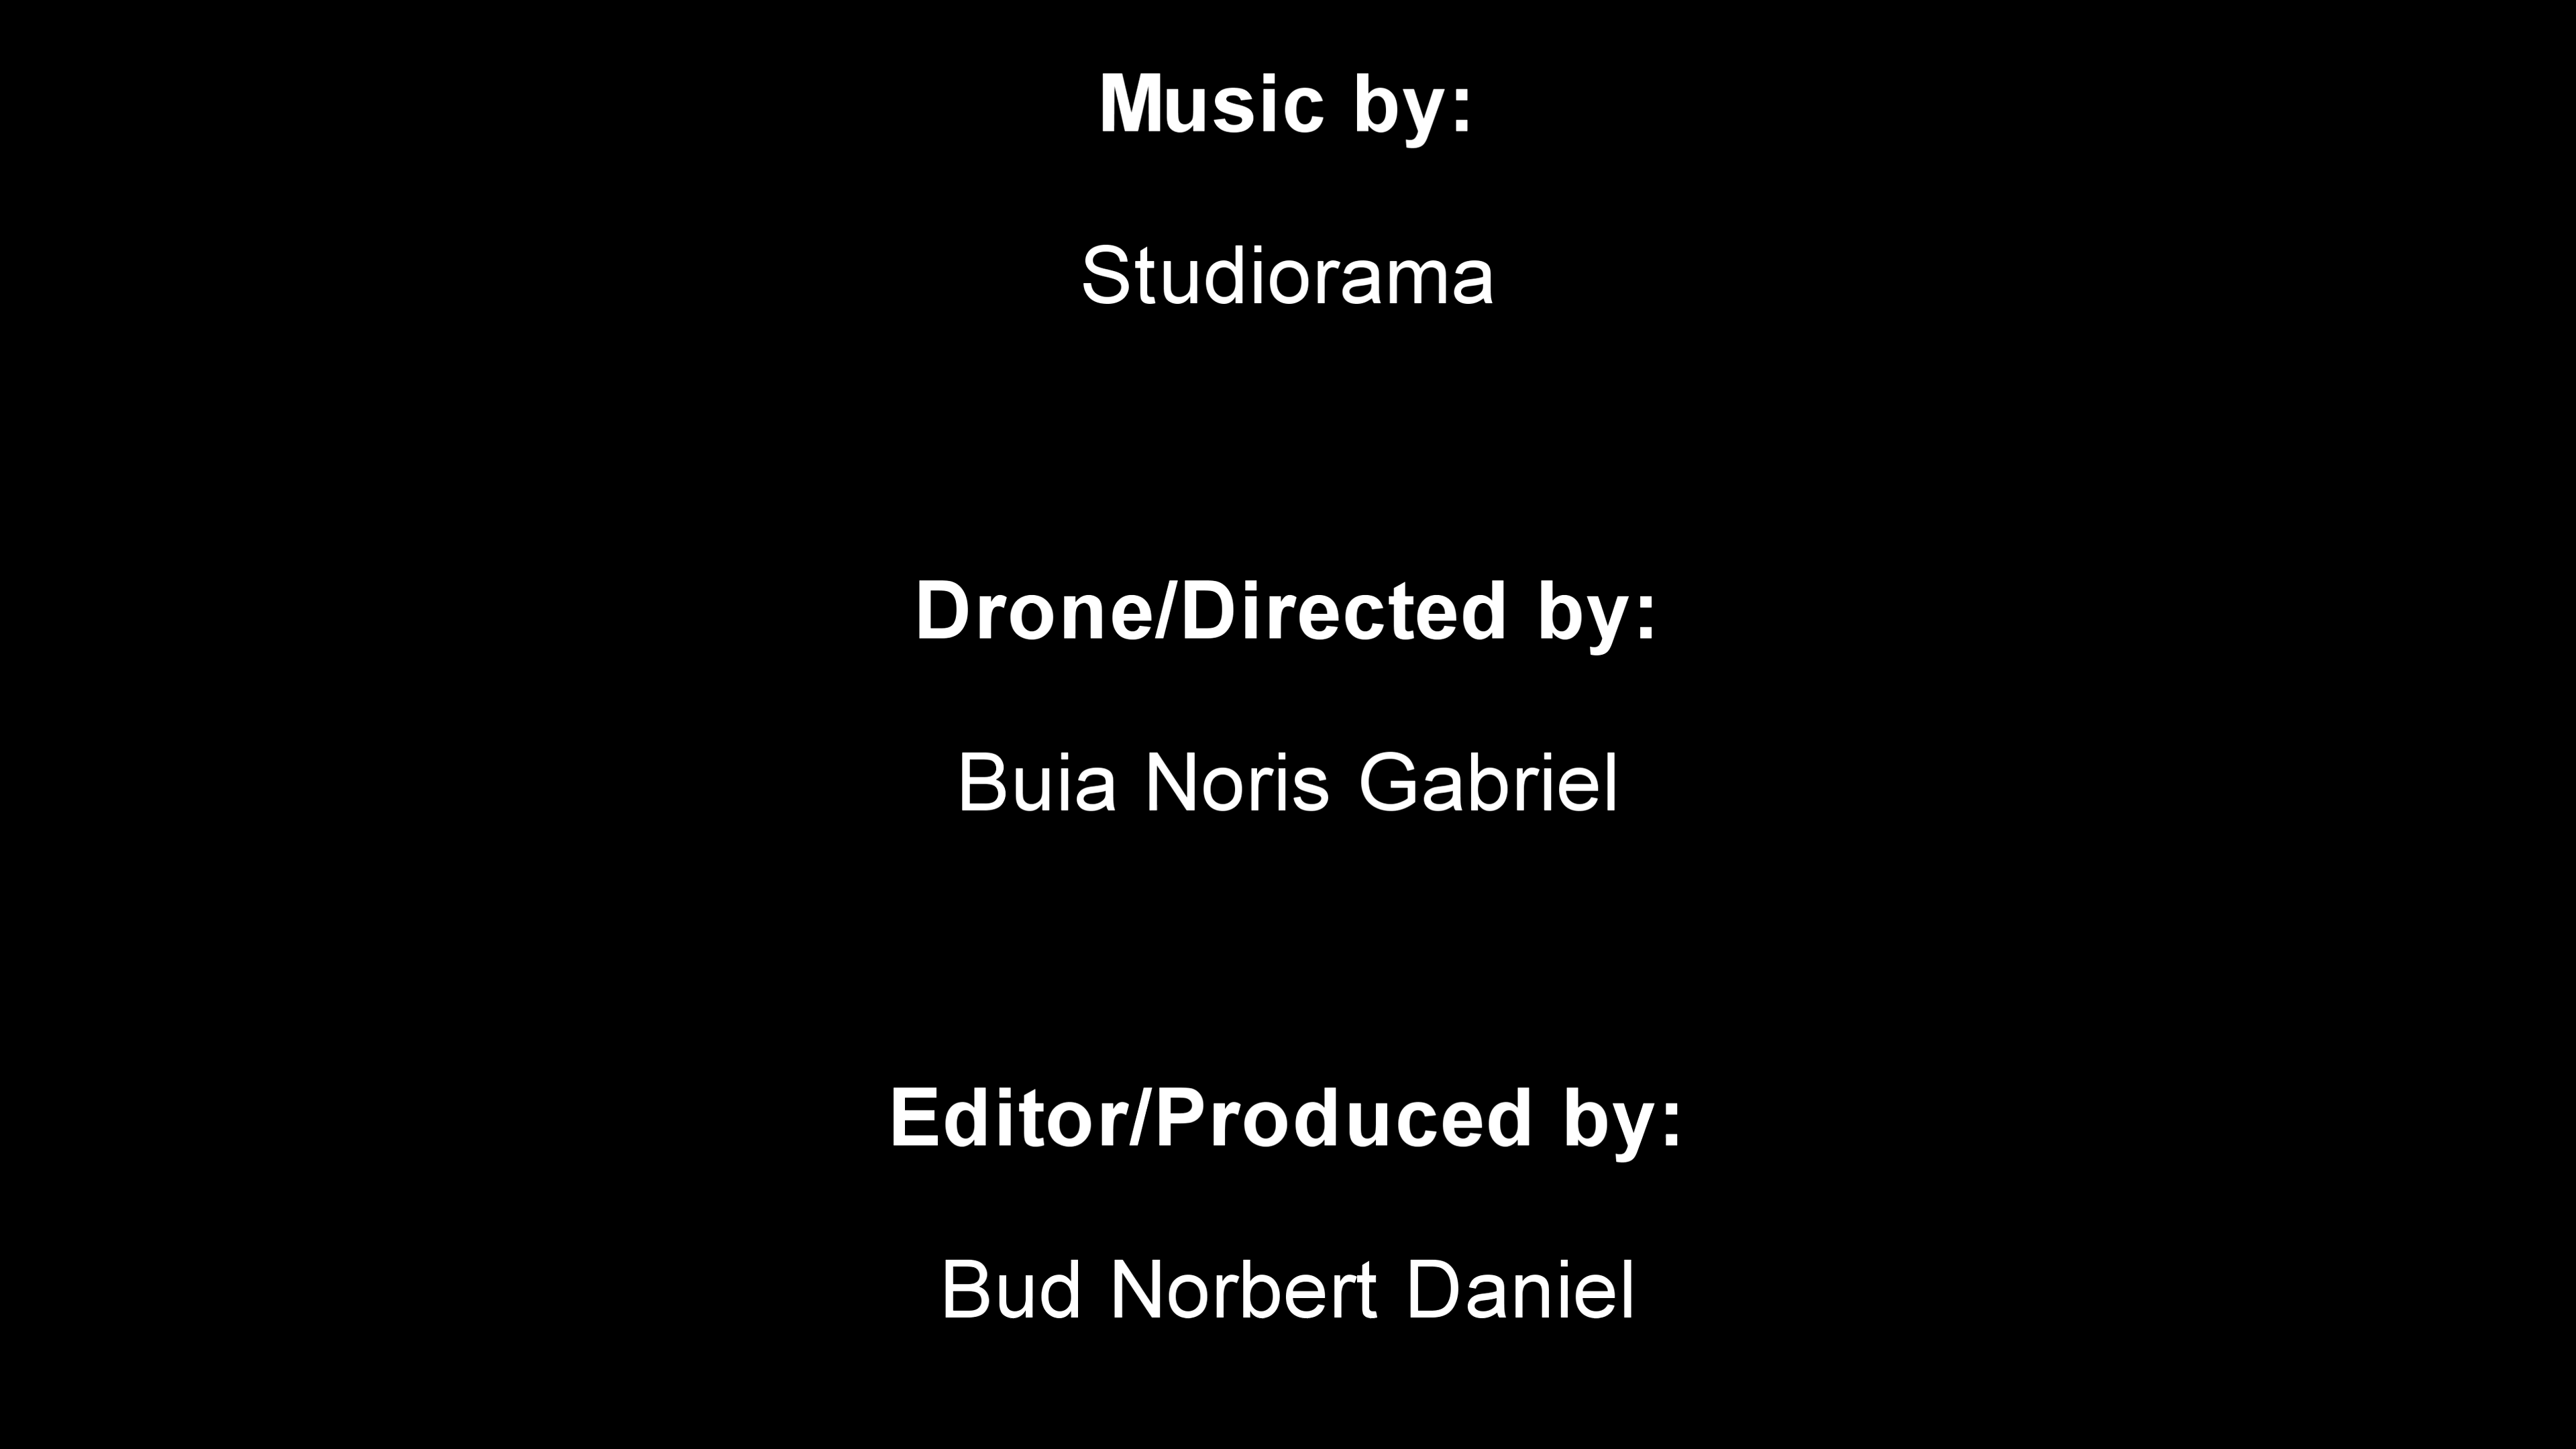 Music by:
Studiorama
Drone/Directed by:
Buia Noris Gabriel
Editor/Produced by:
Bud Norbert Daniel